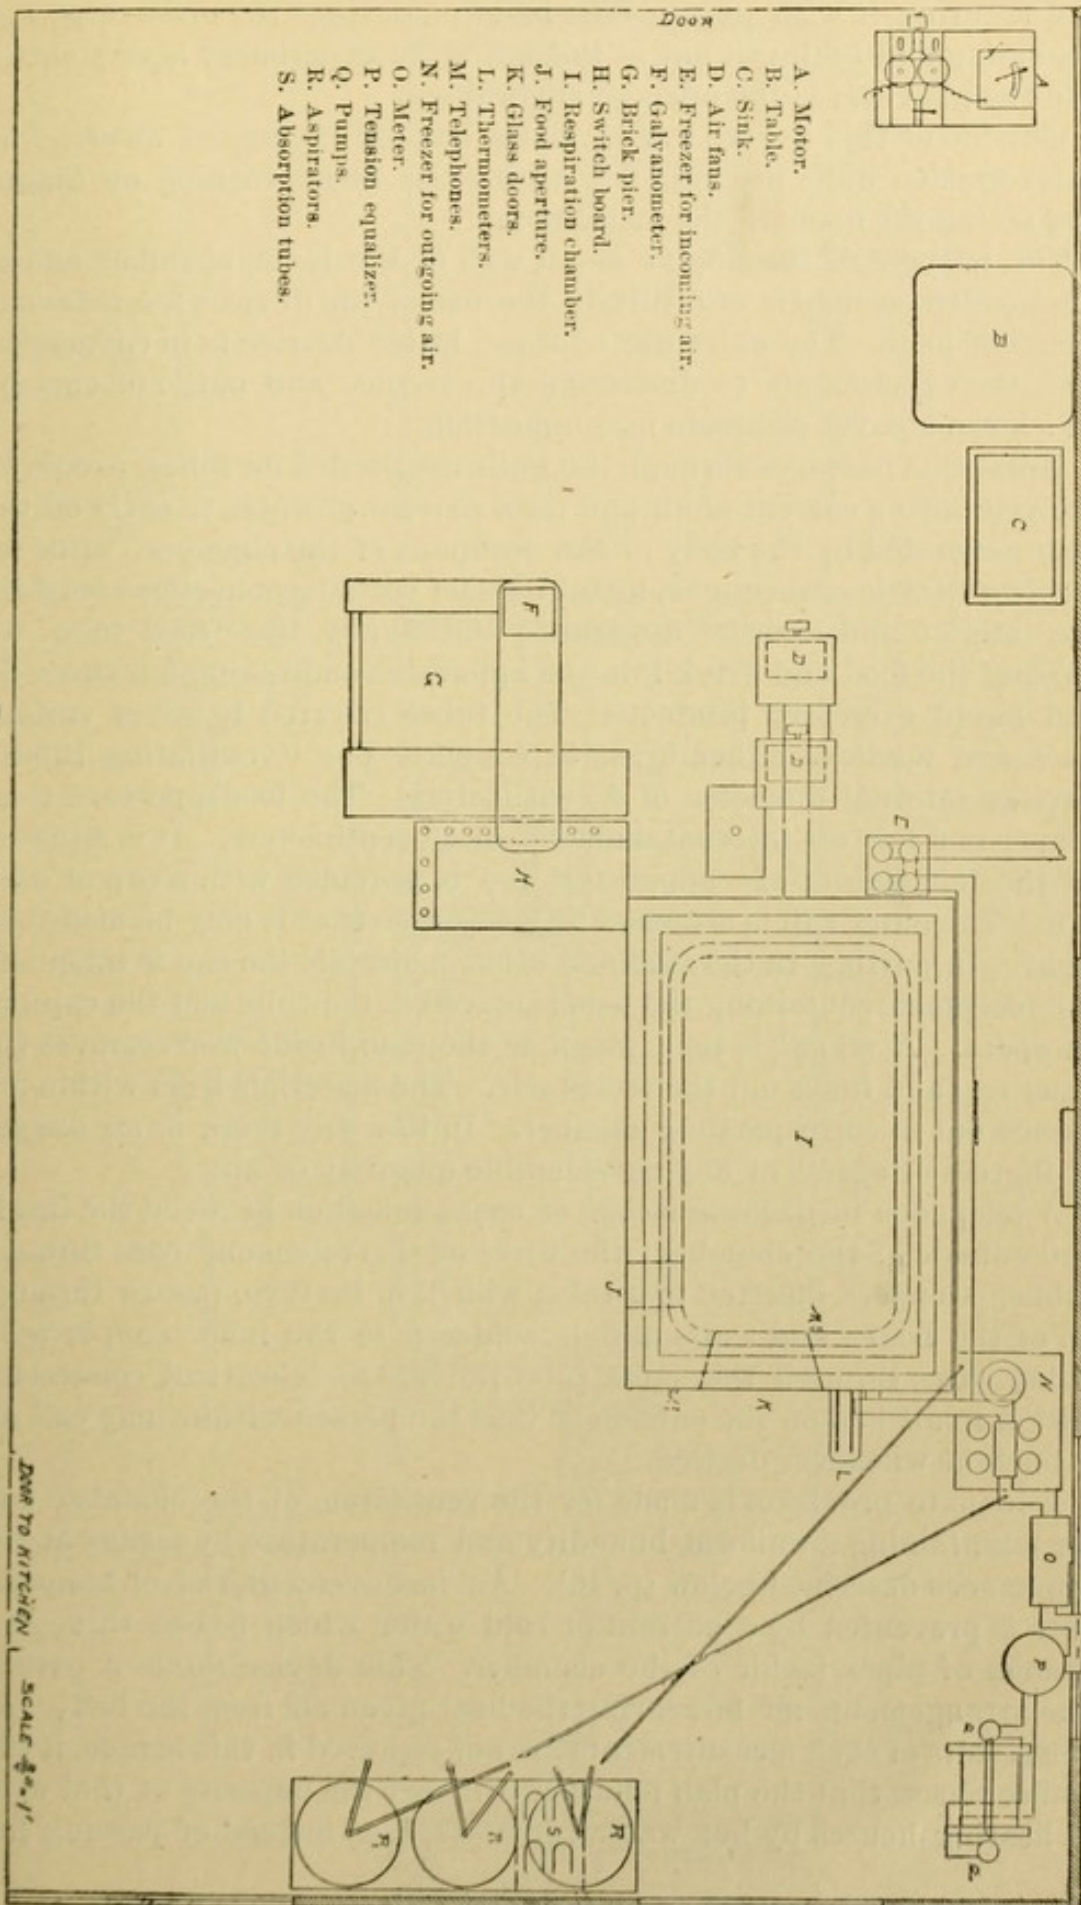 DOOR
A. Motor.
B. Table.
C. Sink.
D. Air fans.
E. Freezer for incoming air.
F. Galvanometer.
G. Brick pier.
H. Switch board.
I. Respiration chamber.
J. Food aperture.
K. Glass doors.
L. Thermometers.
M. Telephones.
N. Freezer for outgoing air.
O. Meter.
P. Tension equalizer.
Q. Pumps.
R. Aspirators.
S. Absorption tubes.
A
B
C
D
D
E
F
G
H
I
J
K
L
N
O
P
R
R
R
S
DOOR TO KITCHEN
SCALE